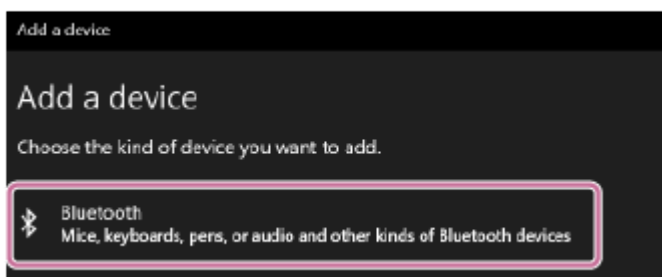 Add a device
Add a device
Choose the kind of device you want to add.
Bluetooth
Mice, keyboards, pens, or audio and other kinds of Bluetooth devices